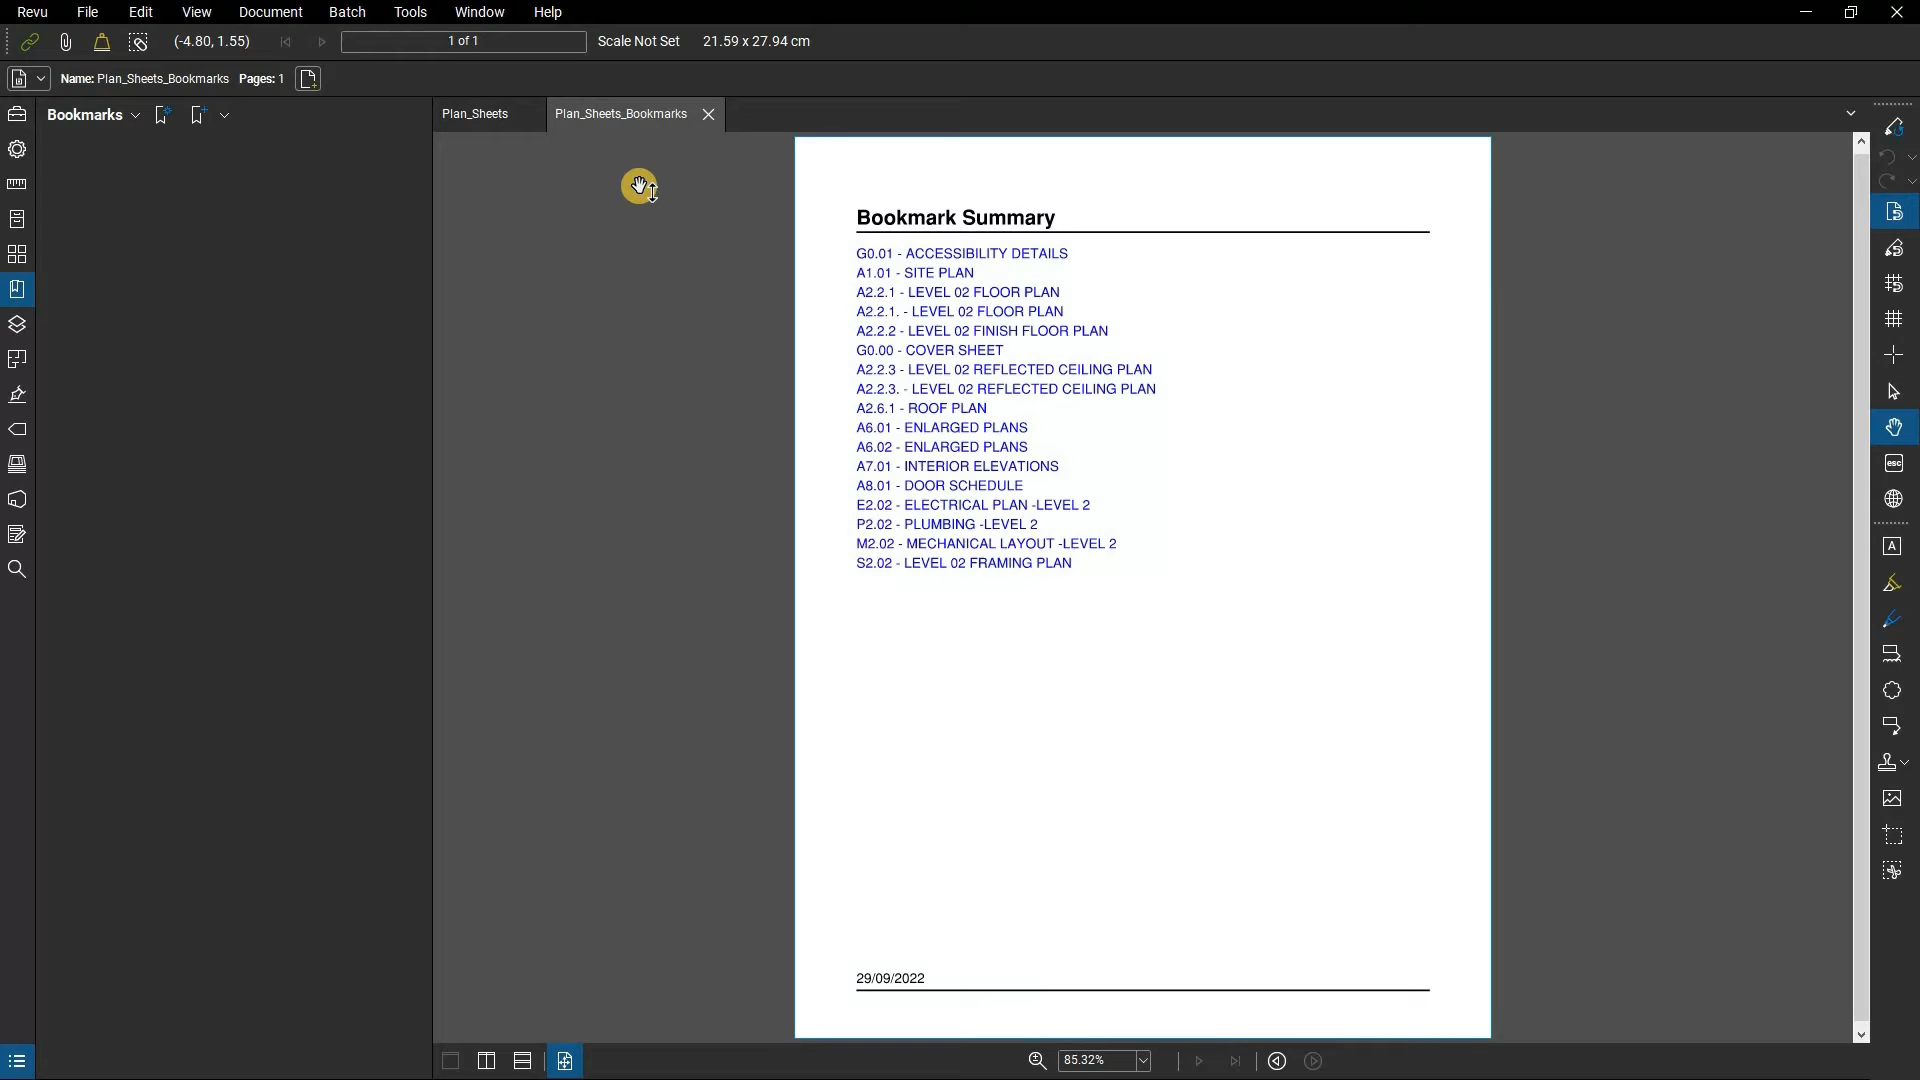 Revu File Edit View Document Batch Tools Window Help
(-4.80, 1.55) 1 of 1 Scale Not Set 21.59 x 27.94 cm
Name: Plan_Sheets_Bookmarks Pages: 1
Bookmarks
Plan_Sheets Plan_Sheets_Bookmarks
Bookmark Summary
G0.01 - ACCESSIBILITY DETAILS
A1.01 - SITE PLAN
A2.2.1 - LEVEL 02 FLOOR PLAN
A2.2.1. - LEVEL 02 FLOOR PLAN
A2.2.2 - LEVEL 02 FINISH FLOOR PLAN
G0.00 - COVER SHEET
A2.2.3 - LEVEL 02 REFLECTED CEILING PLAN
A2.2.3. - LEVEL 02 REFLECTED CEILING PLAN
A2.6.1 - ROOF PLAN
A6.01 - ENLARGED PLANS
A6.02 - ENLARGED PLANS
A7.01 - INTERIOR ELEVATIONS
A8.01 - DOOR SCHEDULE
E2.02 - ELECTRICAL PLAN -LEVEL 2
P2.02 - PLUMBING -LEVEL 2
M2.02 - MECHANICAL LAYOUT -LEVEL 2
S2.02 - LEVEL 02 FRAMING PLAN
29/09/2022
esc
A
85.32%